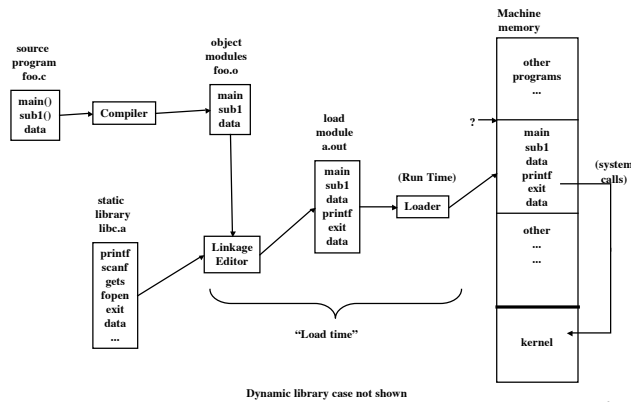 source
program
foo.c
main()
sub1()
data
Compiler
object
modules
foo.o
main
sub1
data
static
library
libc.a
printf
scanf
gets
fopen
exit
data
...
Linkage
Editor
load
module
a.out
main
sub1
data
printf
exit
data
(Run Time)
Loader
"Load time"
Machine
memory
other
programs
...
?
main
sub1
data
printf
exit
data
(system
calls)
other
...
...
kernel
Dynamic library case not shown